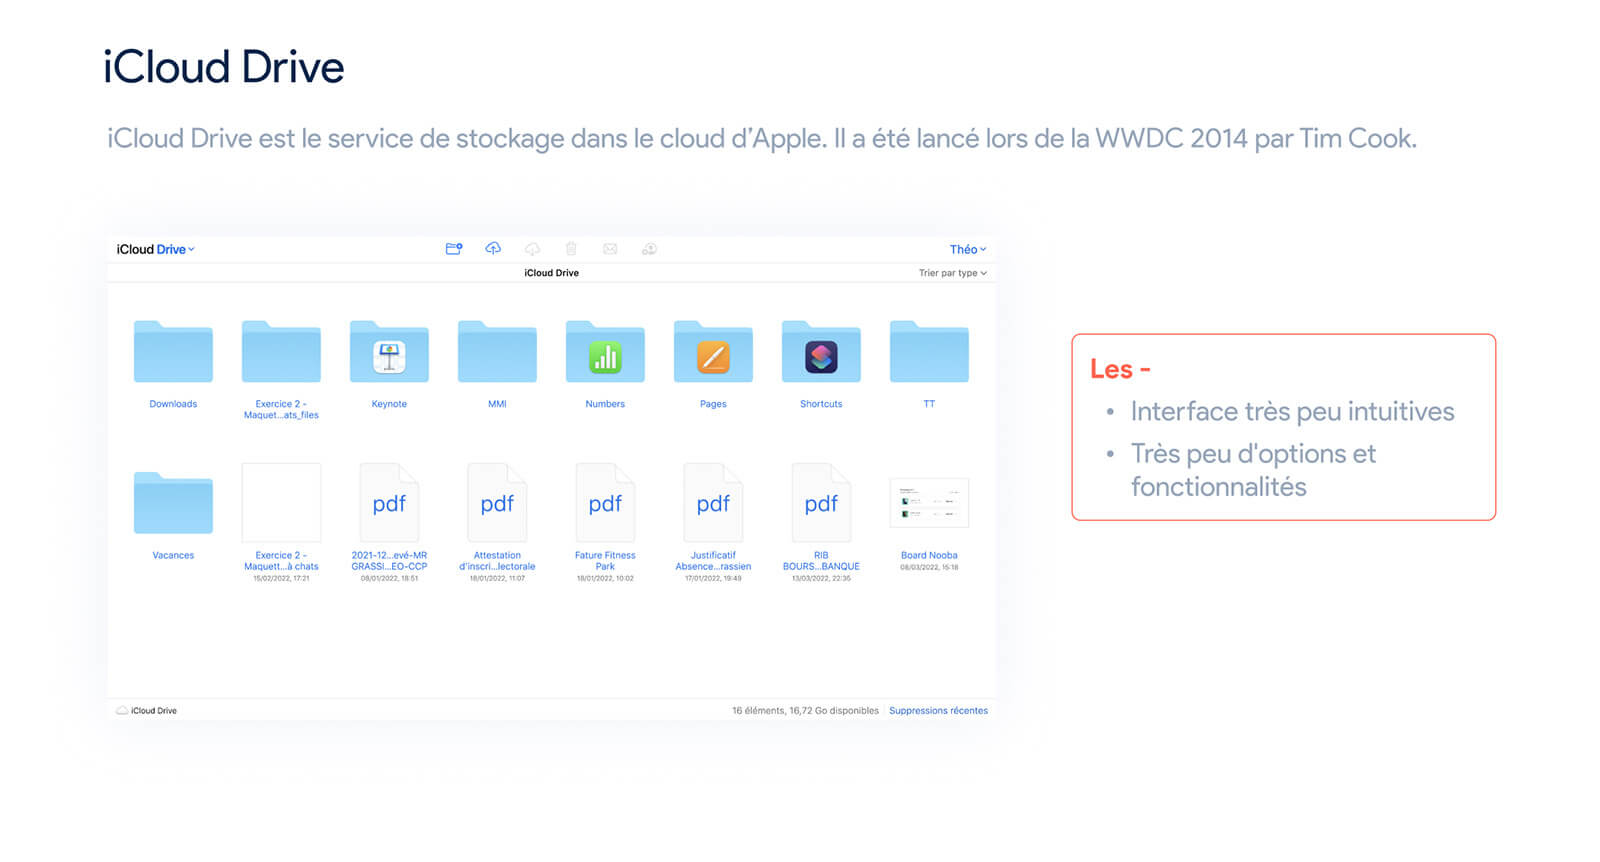 iCloud Drive
iCloud Drive est le service de stockage dans le cloud d’Apple. Il a été lancé lors de la WWDC 2014 par Tim Cook.
iCloud Drive
Théo
iCloud Drive
Trier par type
Downloads
Exercice 2 -
Maquet...ats_files
Keynote
MMI
Numbers
Pages
Shortcuts
TT
pdf
pdf
pdf
pdf
pdf
Vacances
Exercice 2 -
Maquett...à chats
15/02/2022, 17:21
2021-12...evé-MR
GRASSI...EO-CCP
08/01/2022, 18:51
Attestation
d'inscri...lectorale
18/01/2022, 11:07
Fature Fitness
Park
18/01/2022, 10:02
Justificatif
Absence...rassien
17/01/2022, 19:49
RIB
BOURS...BANQUE
13/03/2022, 22:35
Board Nooba
08/03/2022, 15:18
iCloud Drive
16 éléments, 16,72 Go disponibles
Suppressions récentes
Les -
• Interface très peu intuitives
• Très peu d'options et
fonctionnalités